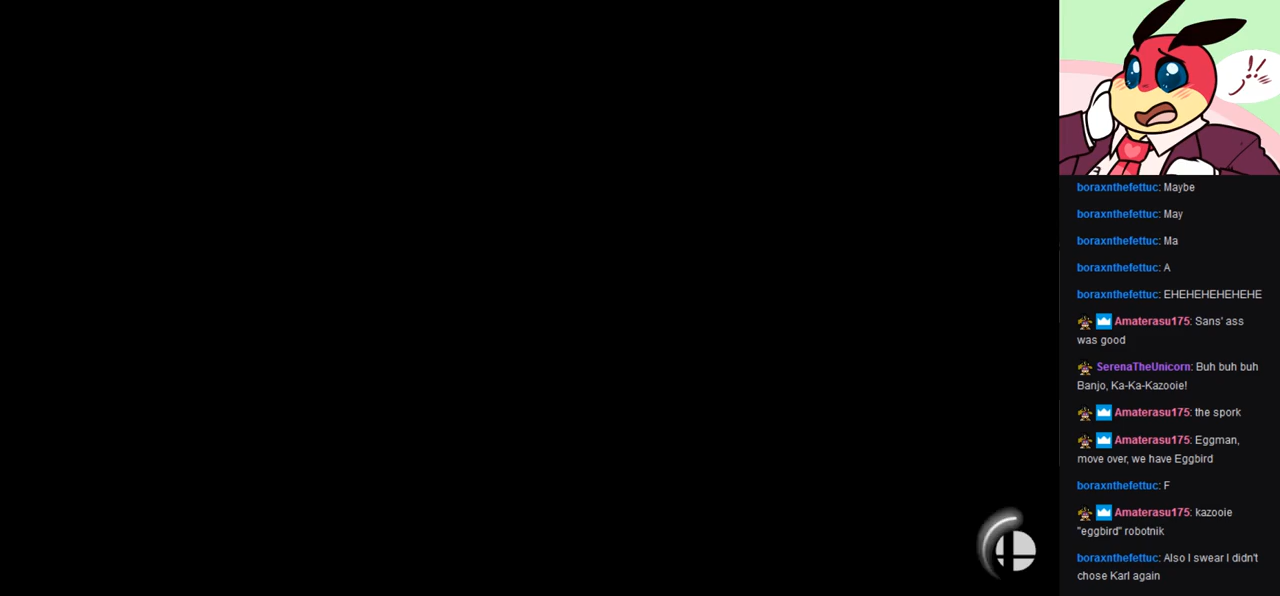 !!
boraxnthefettuc: Maybe
boraxnthefettuc: May
boraxnthefettuc: Ma
boraxnthefettuc: A
boraxnthefettuc: EHEHEHEHEHEHE
Amaterasu175: Sans' ass
was good
SerenaTheUnicorn: Buh buh buh
Banjo, Ka-Ka-Kazooie!
Amaterasu175: the spork
Amaterasu175: Eggman,
move over, we have Eggbird
boraxnthefettuc: F
Amaterasu175: kazooie
"eggbird" robotnik
boraxnthefettuc: Also I swear I didn't
chose Karl again